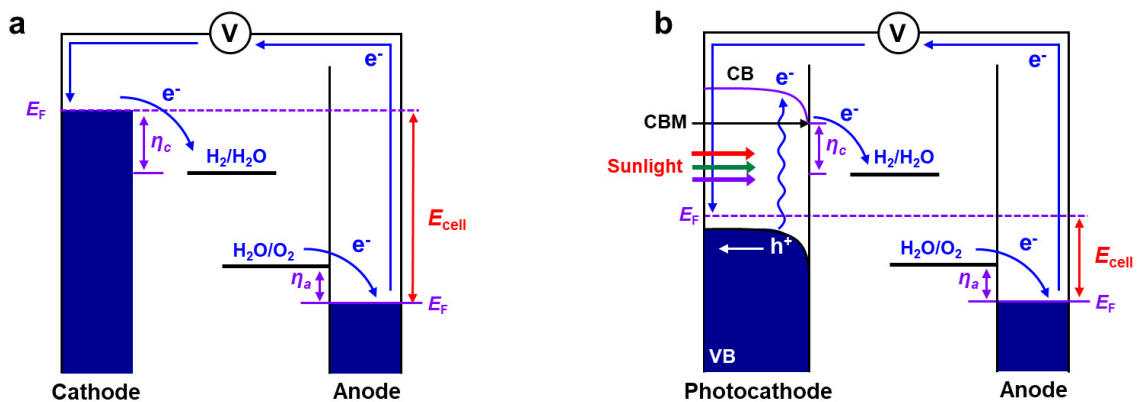 a
V
e-
e-
EF
ηc
H2/H2O
Ecell
H2O/O2
e-
ηa
EF
Cathode
Anode
b
V
CB
e-
e-
e-
CBM
ηc
H2/H2O
Sunlight
EF
h+
H2O/O2
e-
Ecell
ηa
EF
VB
Photocathode
Anode